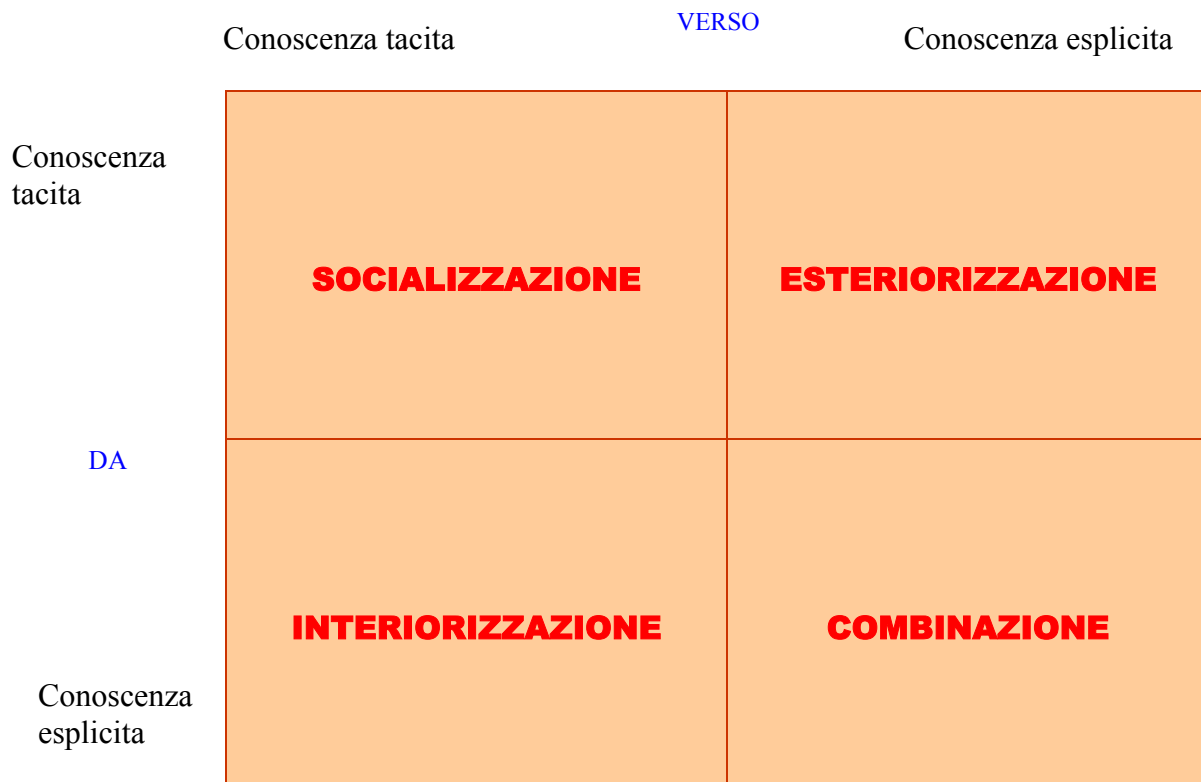 VERSO
Conoscenza tacita
Conoscenza esplicita
Conoscenza
tacita
SOCIALIZZAZIONE
ESTERIORIZZAZIONE
DA
INTERIORIZZAZIONE
COMBINAZIONE
Conoscenza
esplicita